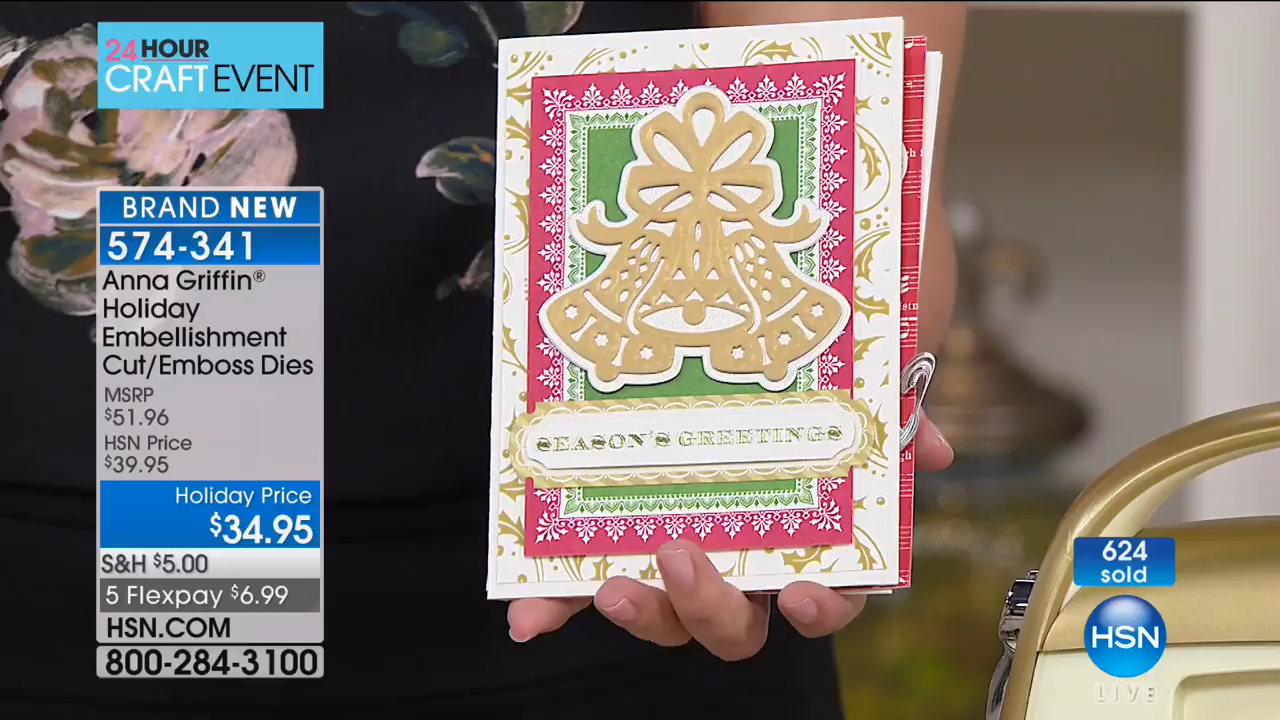 24 HOUR
CRAFT EVENT
BRAND NEW
574-341
Anna Griffin®
Holiday
Embellishment
Cut/Emboss Dies
MSRP
$51.96
HSN Price
$39.95
Holiday Price
$34.95
S&H $5.00
5 Flexpay $6.99
HSN.COM
800-284-3100
SEASON'S GREETINGS
624
sold
HSN
LIVE